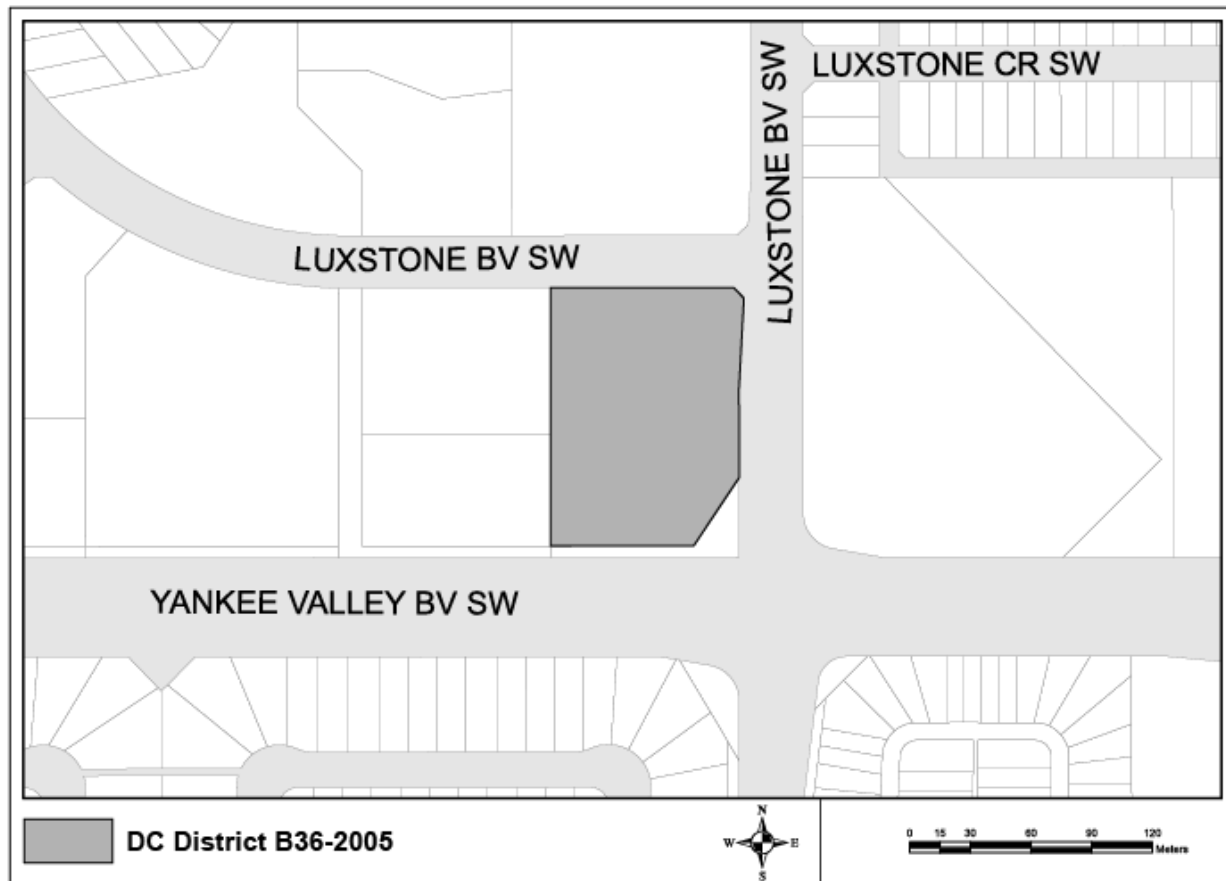 LUXSTONE CR SW
LUXSTONE BV SW
LUXSTONE BV SW
YANKEE VALLEY BV SW
DC District B36-2005
N
W E
S
0 15 30 60 90 120
Meters